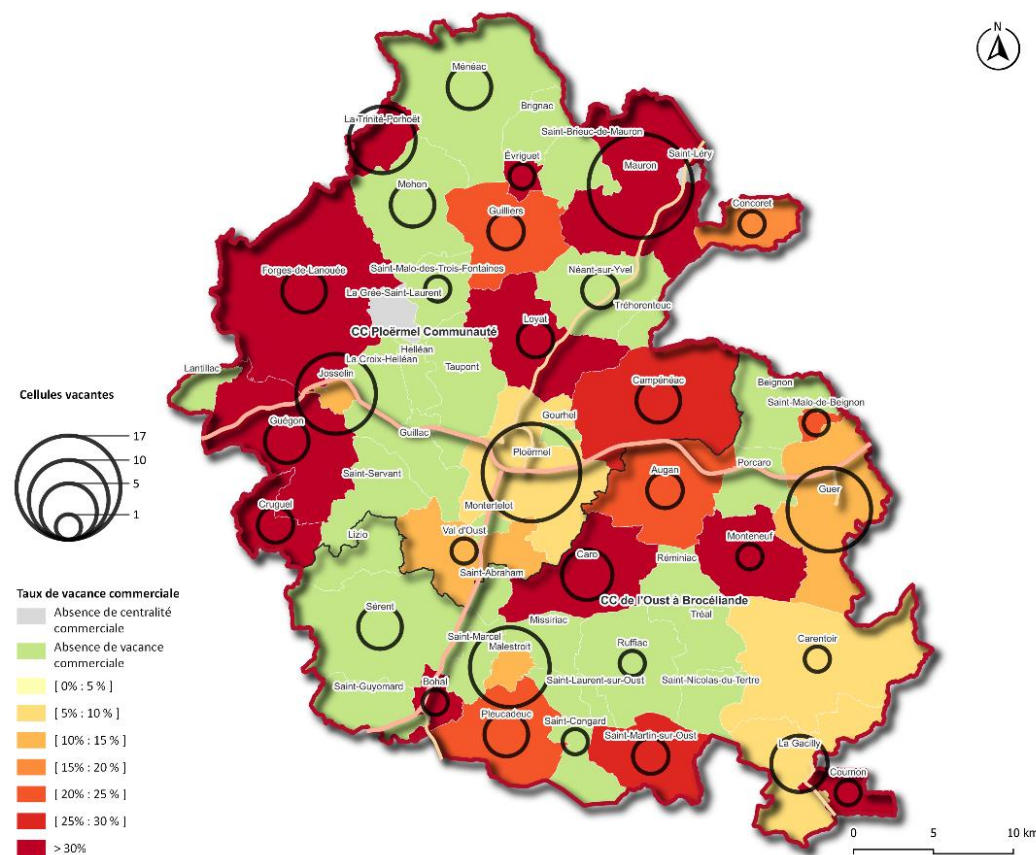 N
Ménéac
Brignac
La Trinité-Porhoët
Saint-Brieuc-de-Mauron
Évriguet
Mauron
Saint-Léry
Mohon
Guilliers
Concoret
Forges-de-Lanouée
Saint-Malo-des-Trois-Fontaines
Néant-sur-Yvel
La Grée-Saint-Laurent
Tréhorenteuc
Loyat
CC Ploërmel Communauté
Helléan
La Croix-Helléan
Taupont
Lantillac
Josselin
Campénéac
Beignon
Saint-Malo-de-Beignon
Gourhel
Guégon
Guillac
Ploërmel
Porcaro
Augan
Saint-Servant
Guer
Montertelot
Cruguel
Lizio
Val d'Oust
Caro
Réminiac
Monteneuf
Saint-Abraham
CC de l'Oust à Brocéliande
Sérent
Missiriac
Tréal
Saint-Marcel
Malestroit
Ruffiac
Carentoir
Saint-Guyomard
Bohal
Saint-Laurent-sur-Oust
Saint-Nicolas-du-Tertre
Pleucadeuc
Saint-Congard
Saint-Martin-sur-Oust
La Gacilly
Cournon
Cellules vacantes
17
10
5
1
Taux de vacance commerciale
Absence de centralité
commerciale
Absence de vacance
commerciale
[ 0% : 5 % ]
[ 5% : 10 % ]
[ 10% : 15 % ]
[ 15% : 20 % ]
[ 20% : 25 % ]
[ 25% : 30 % ]
> 30%
0 5 10 km